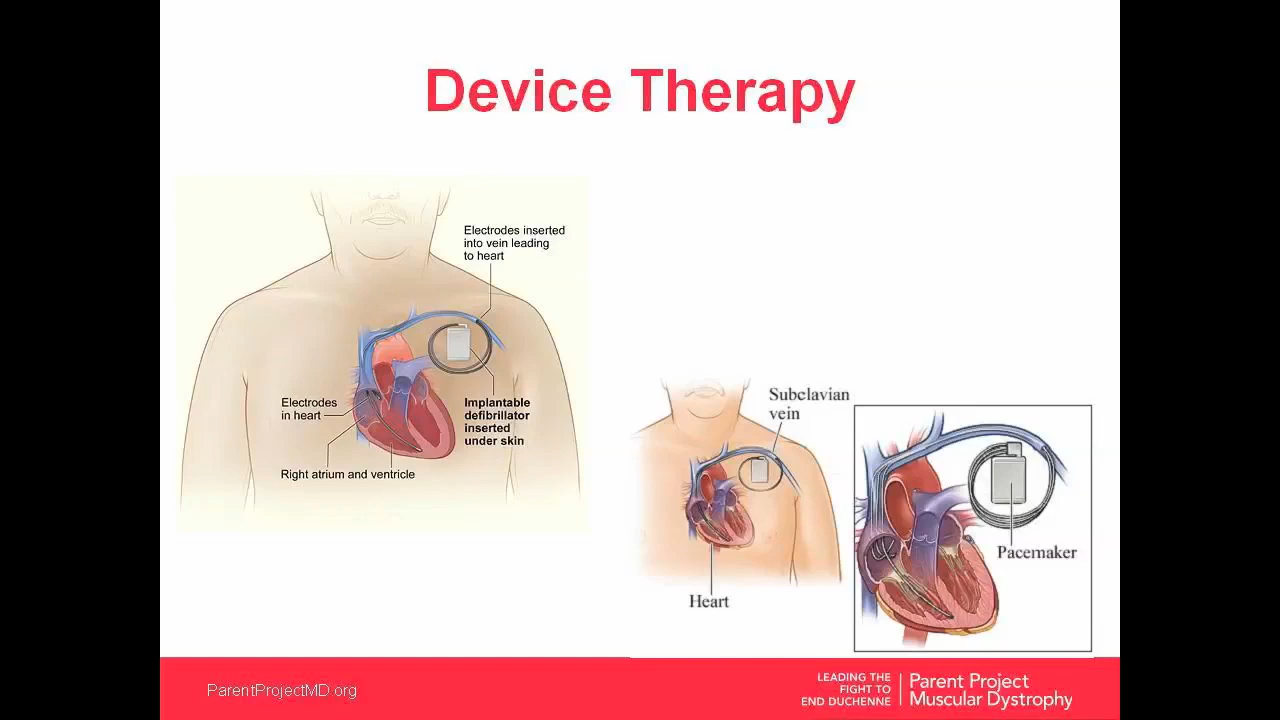 Device Therapy
Electrodes inserted
into vein leading
to heart
Electrodes
in heart
Implantable
defibrillator
inserted
under skin
Right atrium and ventricle
Subclavian
vein
Heart
Pacemaker
ParentProjectMD.org
LEADING THE
FIGHT TO
END DUCHENNE
Parent Project
Muscular Dystrophy